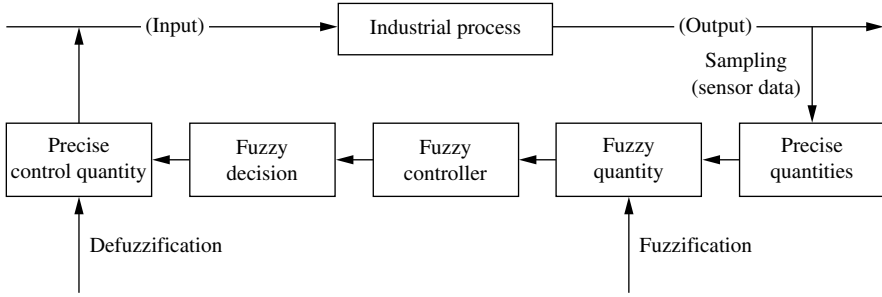 (Input)
Industrial process
(Output)
Sampling
(sensor data)
Precise
control quantity
Fuzzy
decision
Fuzzy
controller
Fuzzy
quantity
Precise
quantities
Defuzzification
Fuzzification